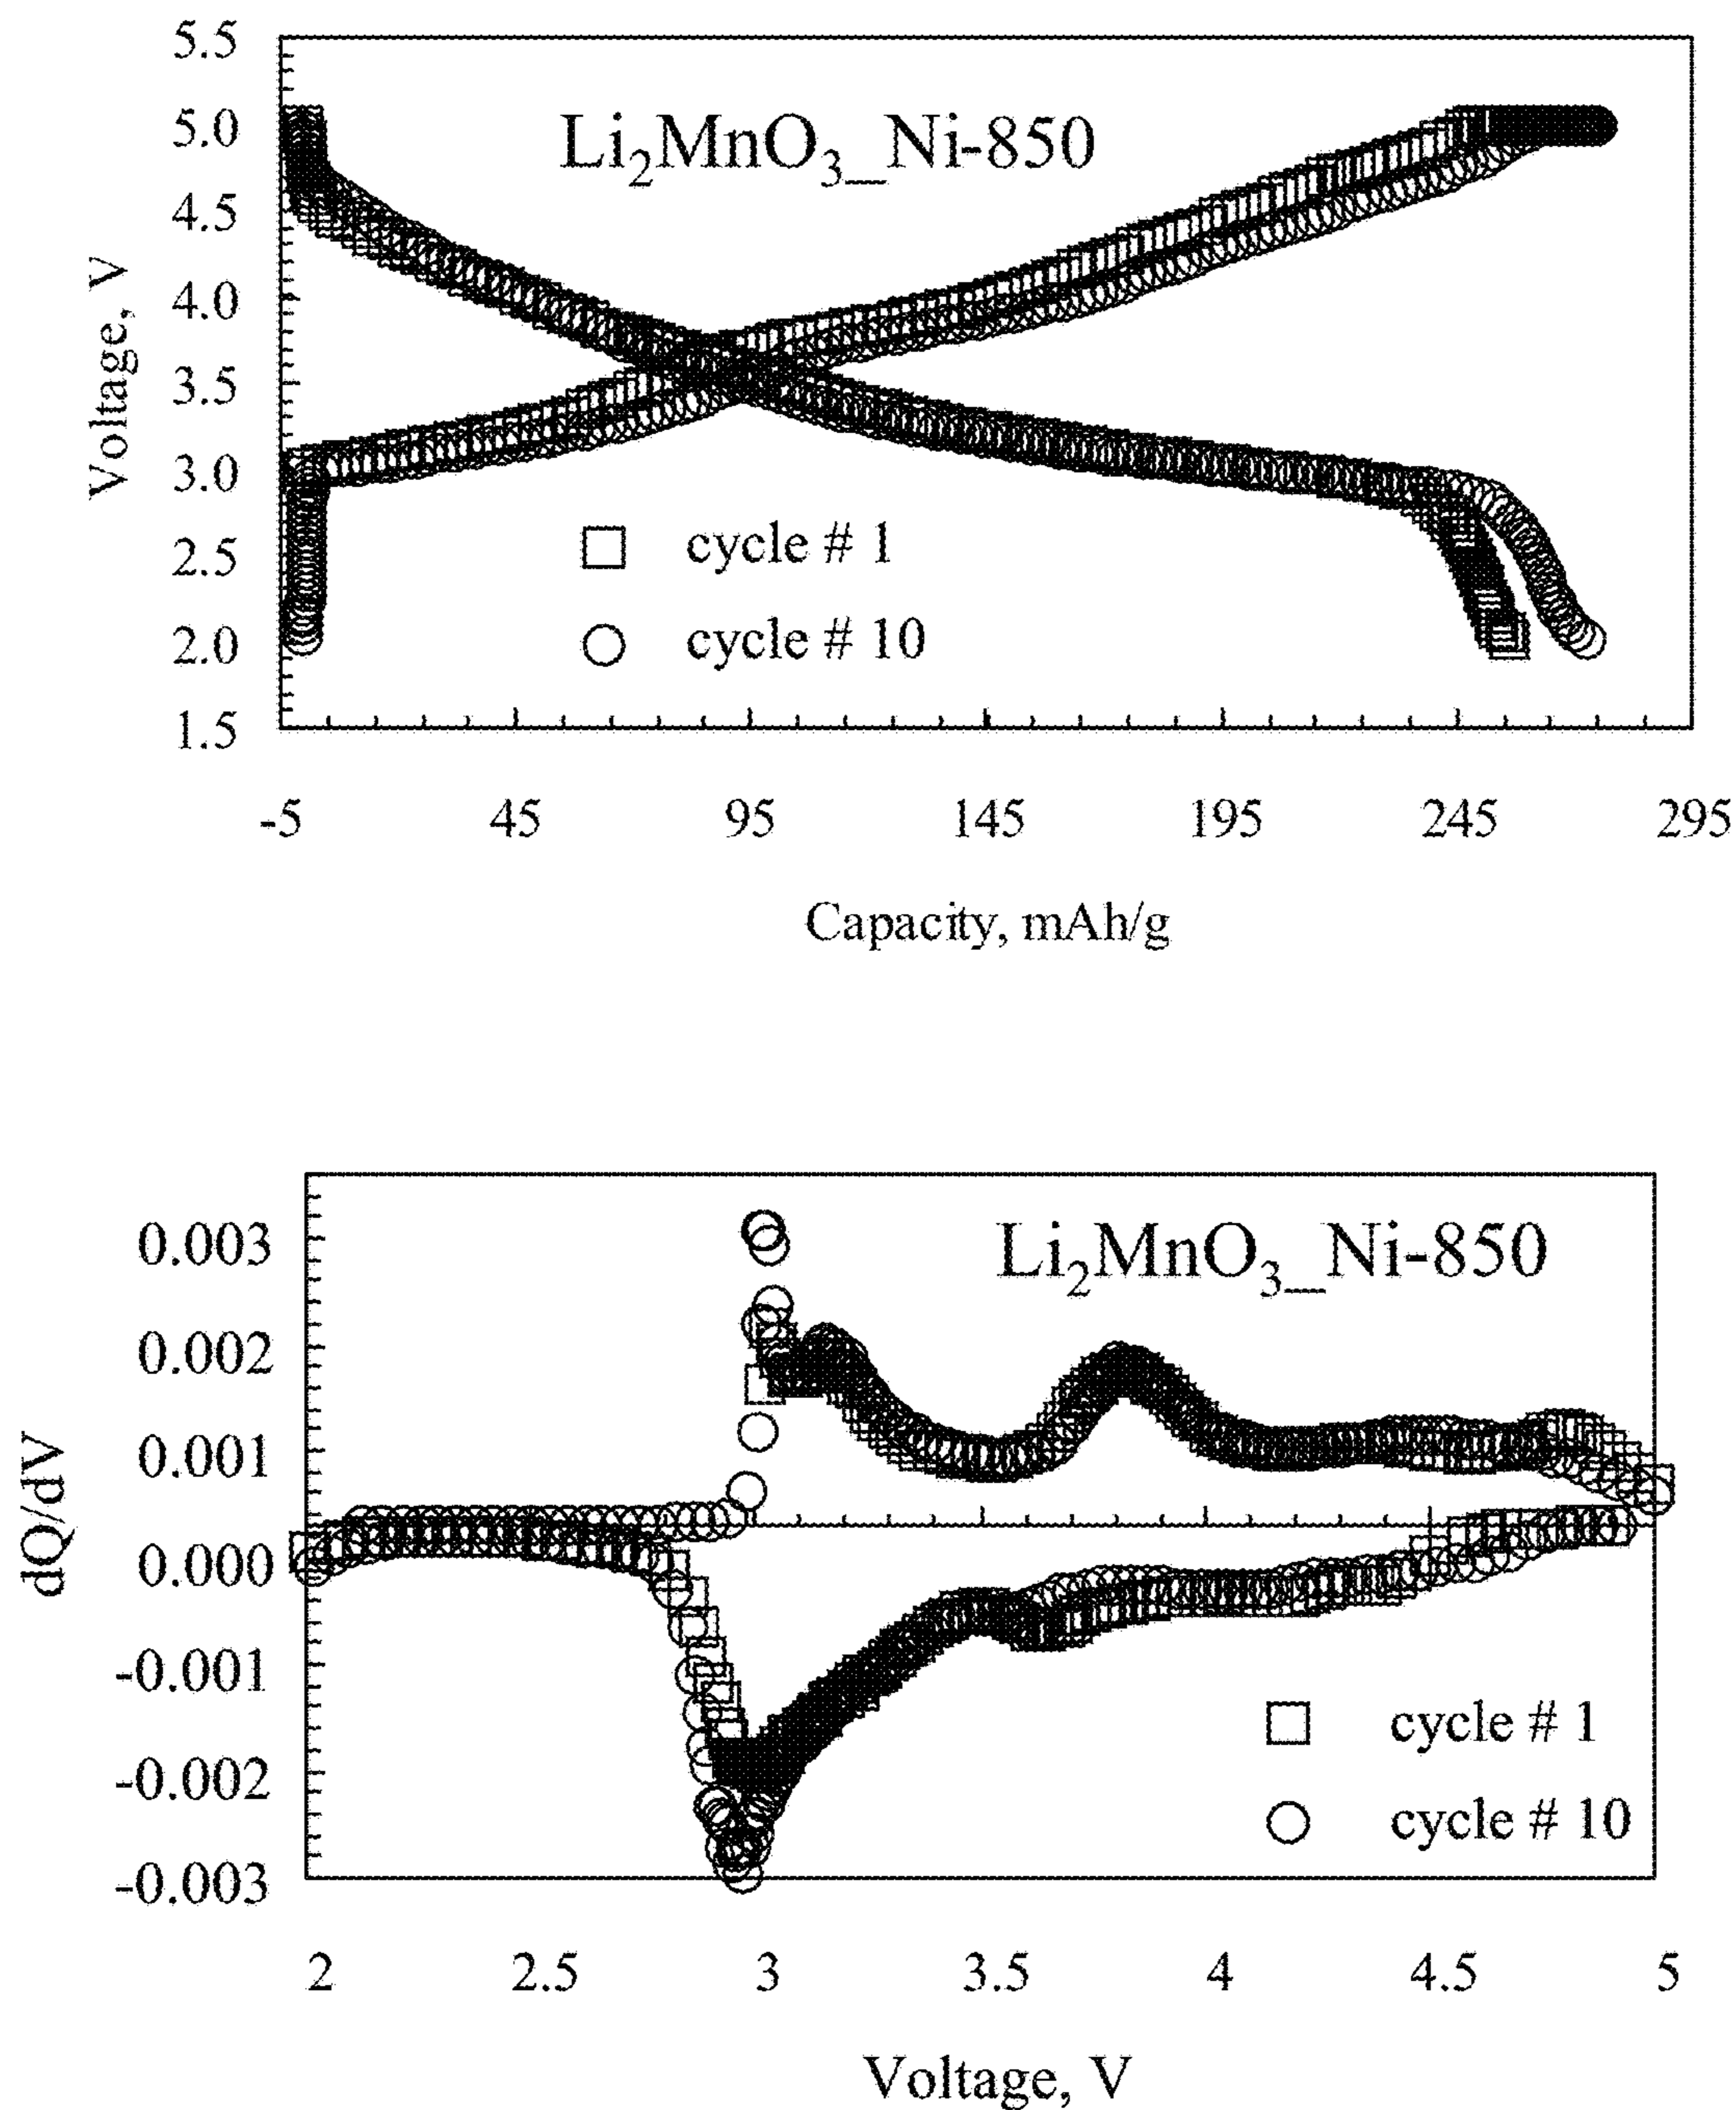 5.5
5.0
4.5
4.0
3.5
3.0
2.5
2.0
1.5
Voltage, V
Li₂MnO₃_Ni-850
cycle # 1
cycle # 10
-5 45 95 145 195 245 295
Capacity, mAh/g
0.003
0.002
0.001
0.000
-0.001
-0.002
-0.003
dQ/dV
Li₂MnO₃_Ni-850
cycle # 1
cycle # 10
2 2.5 3 3.5 4 4.5 5
Voltage, V